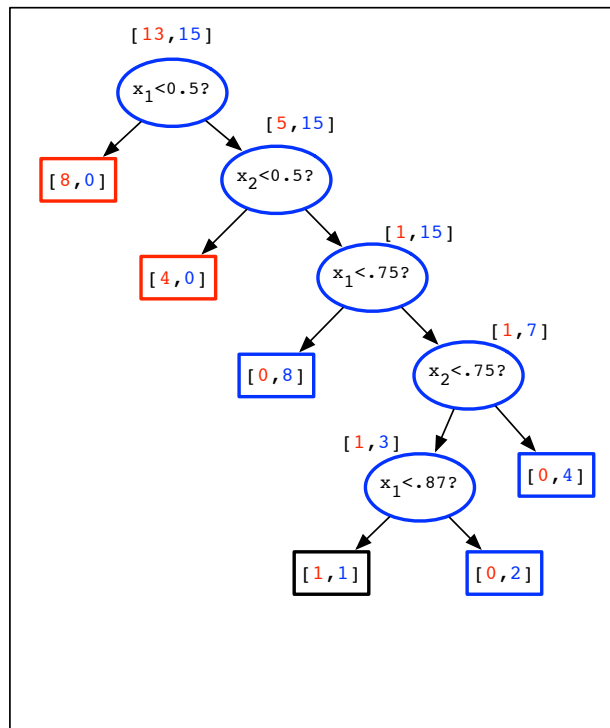 [13,15]
x1<0.5?
[5,15]
[8,0]
x2<0.5?
[1,15]
[4,0]
x1<.75?
[1,7]
[0,8]
x2<.75?
[1,3]
x1<.87?
[0,4]
[1,1]
[0,2]